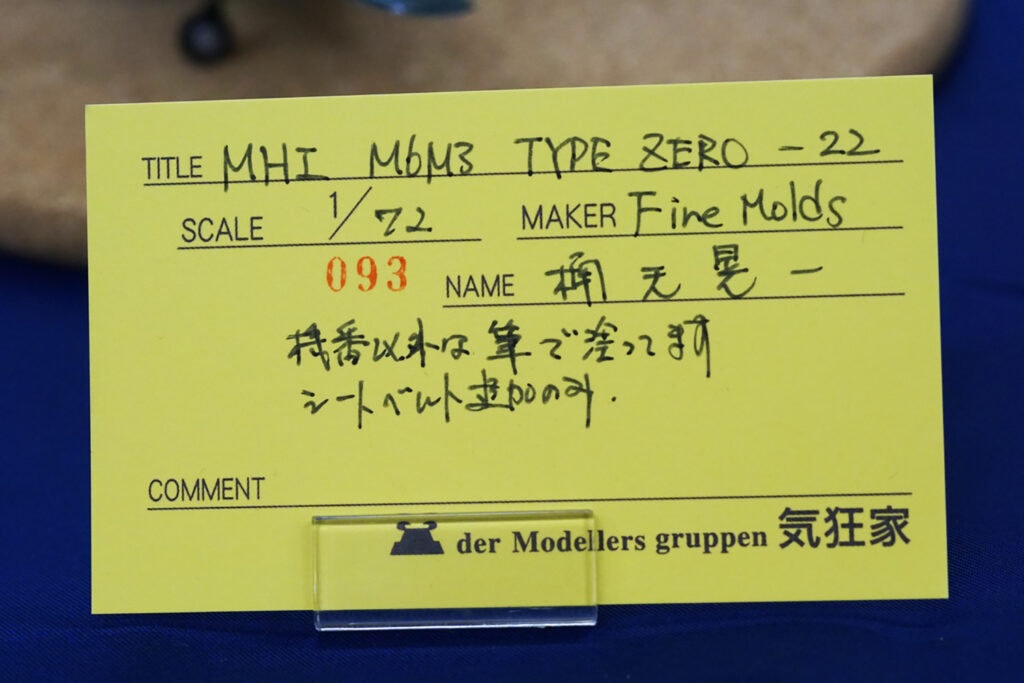 TITLE MHI M6M3 TYPE ZERO - 22
SCALE 1/72
MAKER Fine Molds
093
NAME 晃一
機番以外は筆で塗ってます
シートベルト追加のみ.
COMMENT
der Modellers gruppen 気狂家